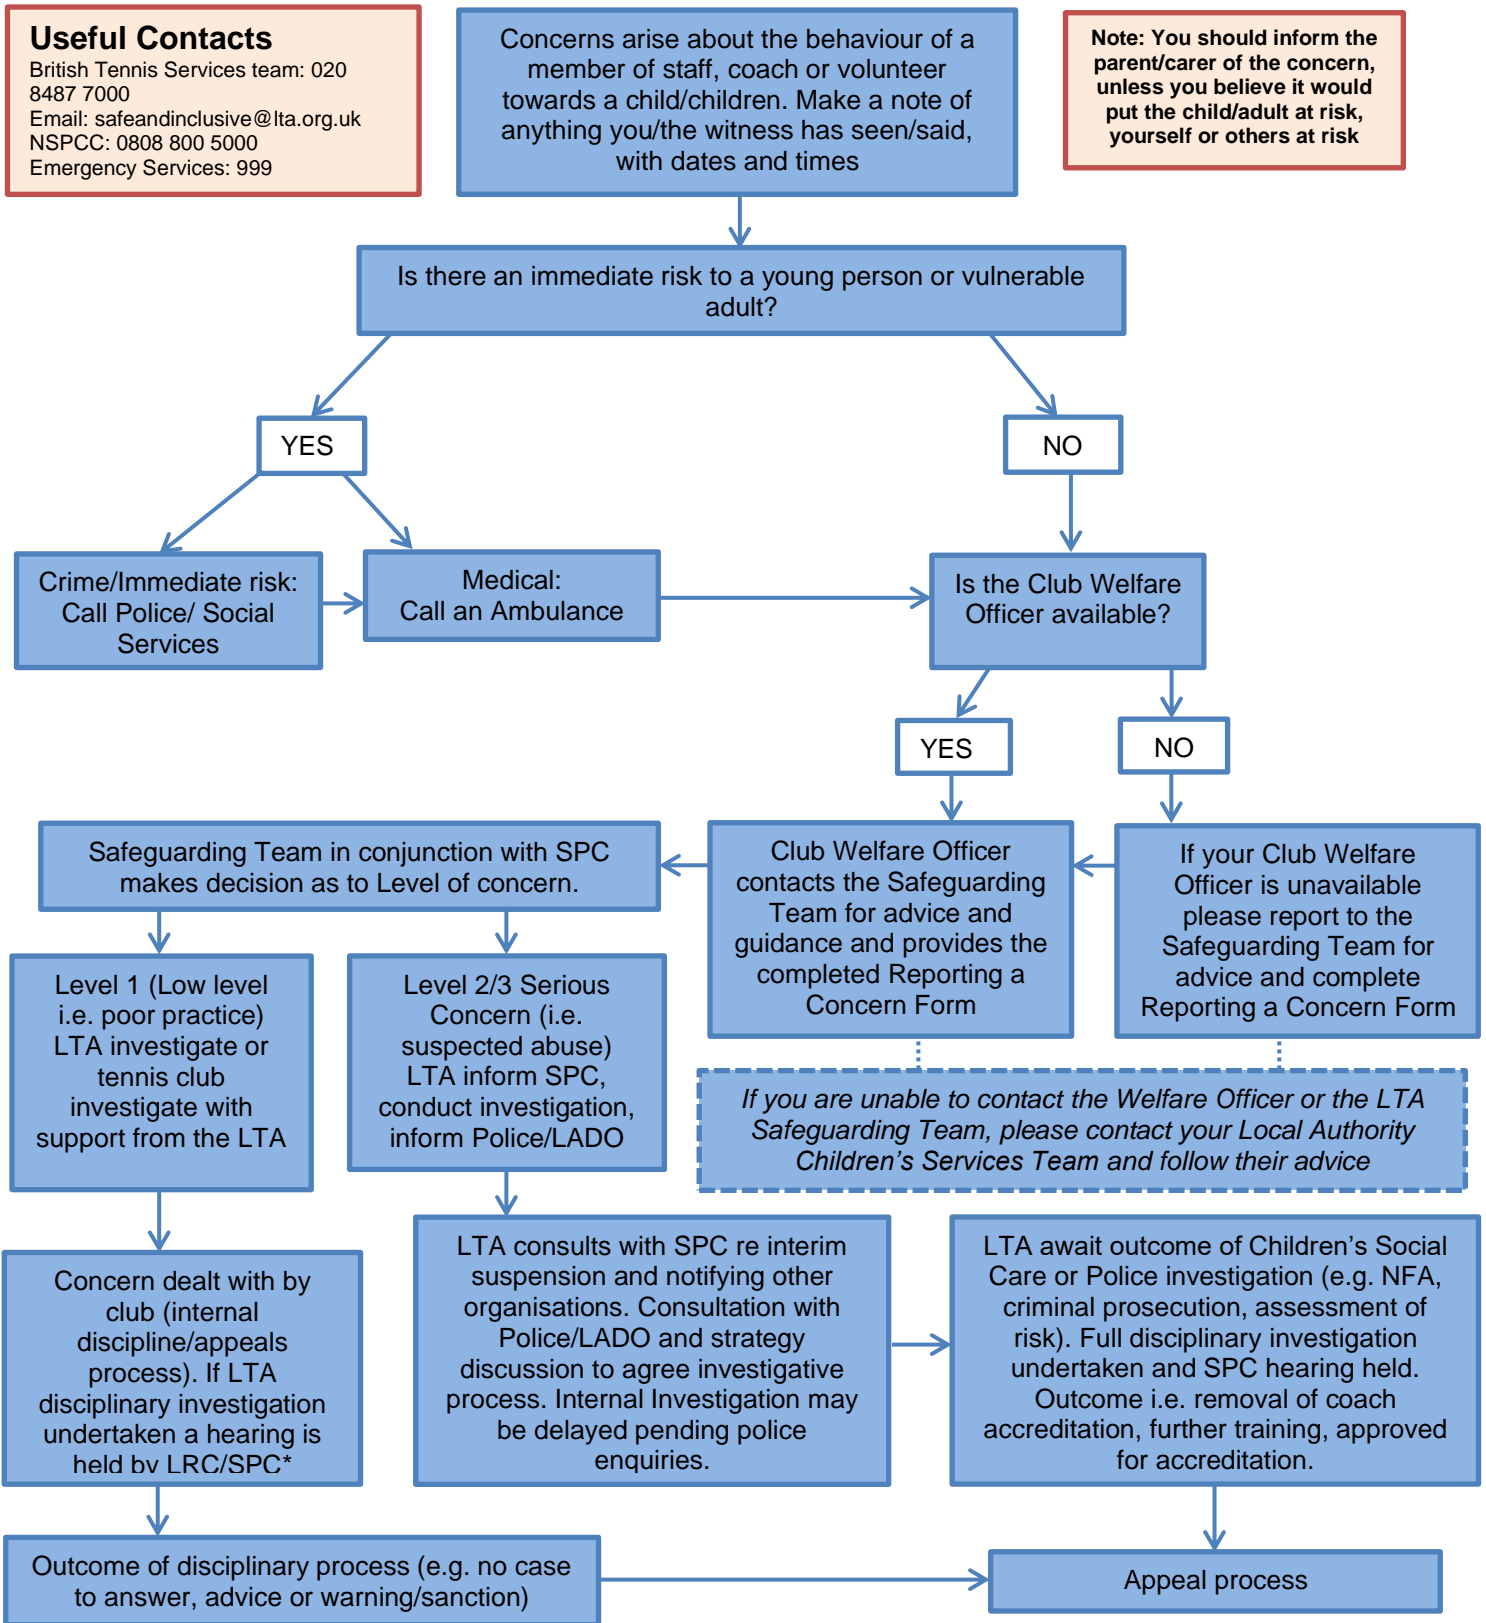 Useful Contacts
British Tennis Services team: 020
8487 7000
Email: safeandinclusive@lta.org.uk
NSPCC: 0808 800 5000
Emergency Services: 999
Concerns arise about the behaviour of a
member of staff, coach or volunteer
towards a child/children. Make a note of
anything you/the witness has seen/said,
with dates and times
Note: You should inform the
parent/carer of the concern,
unless you believe it would
put the child/adult at risk,
yourself or others at risk
Is there an immediate risk to a young person or vulnerable
adult?
YES
NO
Crime/Immediate risk:
Call Police/ Social
Services
Medical:
Call an Ambulance
Is the Club Welfare
Officer available?
YES
NO
Safeguarding Team in conjunction with SPC
makes decision as to Level of concern.
Club Welfare Officer
contacts the Safeguarding
Team for advice and
guidance and provides the
completed Reporting a
Concern Form
If your Club Welfare
Officer is unavailable
please report to the
Safeguarding Team for
advice and complete
Reporting a Concern Form
Level 1 (Low level
i.e. poor practice)
LTA investigate or
tennis club
investigate with
support from the LTA
Level 2/3 Serious
Concern (i.e.
suspected abuse)
LTA inform SPC,
conduct investigation,
inform Police/LADO
If you are unable to contact the Welfare Officer or the LTA
Safeguarding Team, please contact your Local Authority
Children’s Services Team and follow their advice
Concern dealt with by
club (internal
discipline/appeals
process). If LTA
disciplinary investigation
undertaken a hearing is
held by LRC/SPC*
LTA consults with SPC re interim
suspension and notifying other
organisations. Consultation with
Police/LADO and strategy
discussion to agree investigative
process. Internal Investigation may
be delayed pending police
enquiries.
LTA await outcome of Children’s Social
Care or Police investigation (e.g. NFA,
criminal prosecution, assessment of
risk). Full disciplinary investigation
undertaken and SPC hearing held.
Outcome i.e. removal of coach
accreditation, further training, approved
for accreditation.
Outcome of disciplinary process (e.g. no case
to answer, advice or warning/sanction)
Appeal process